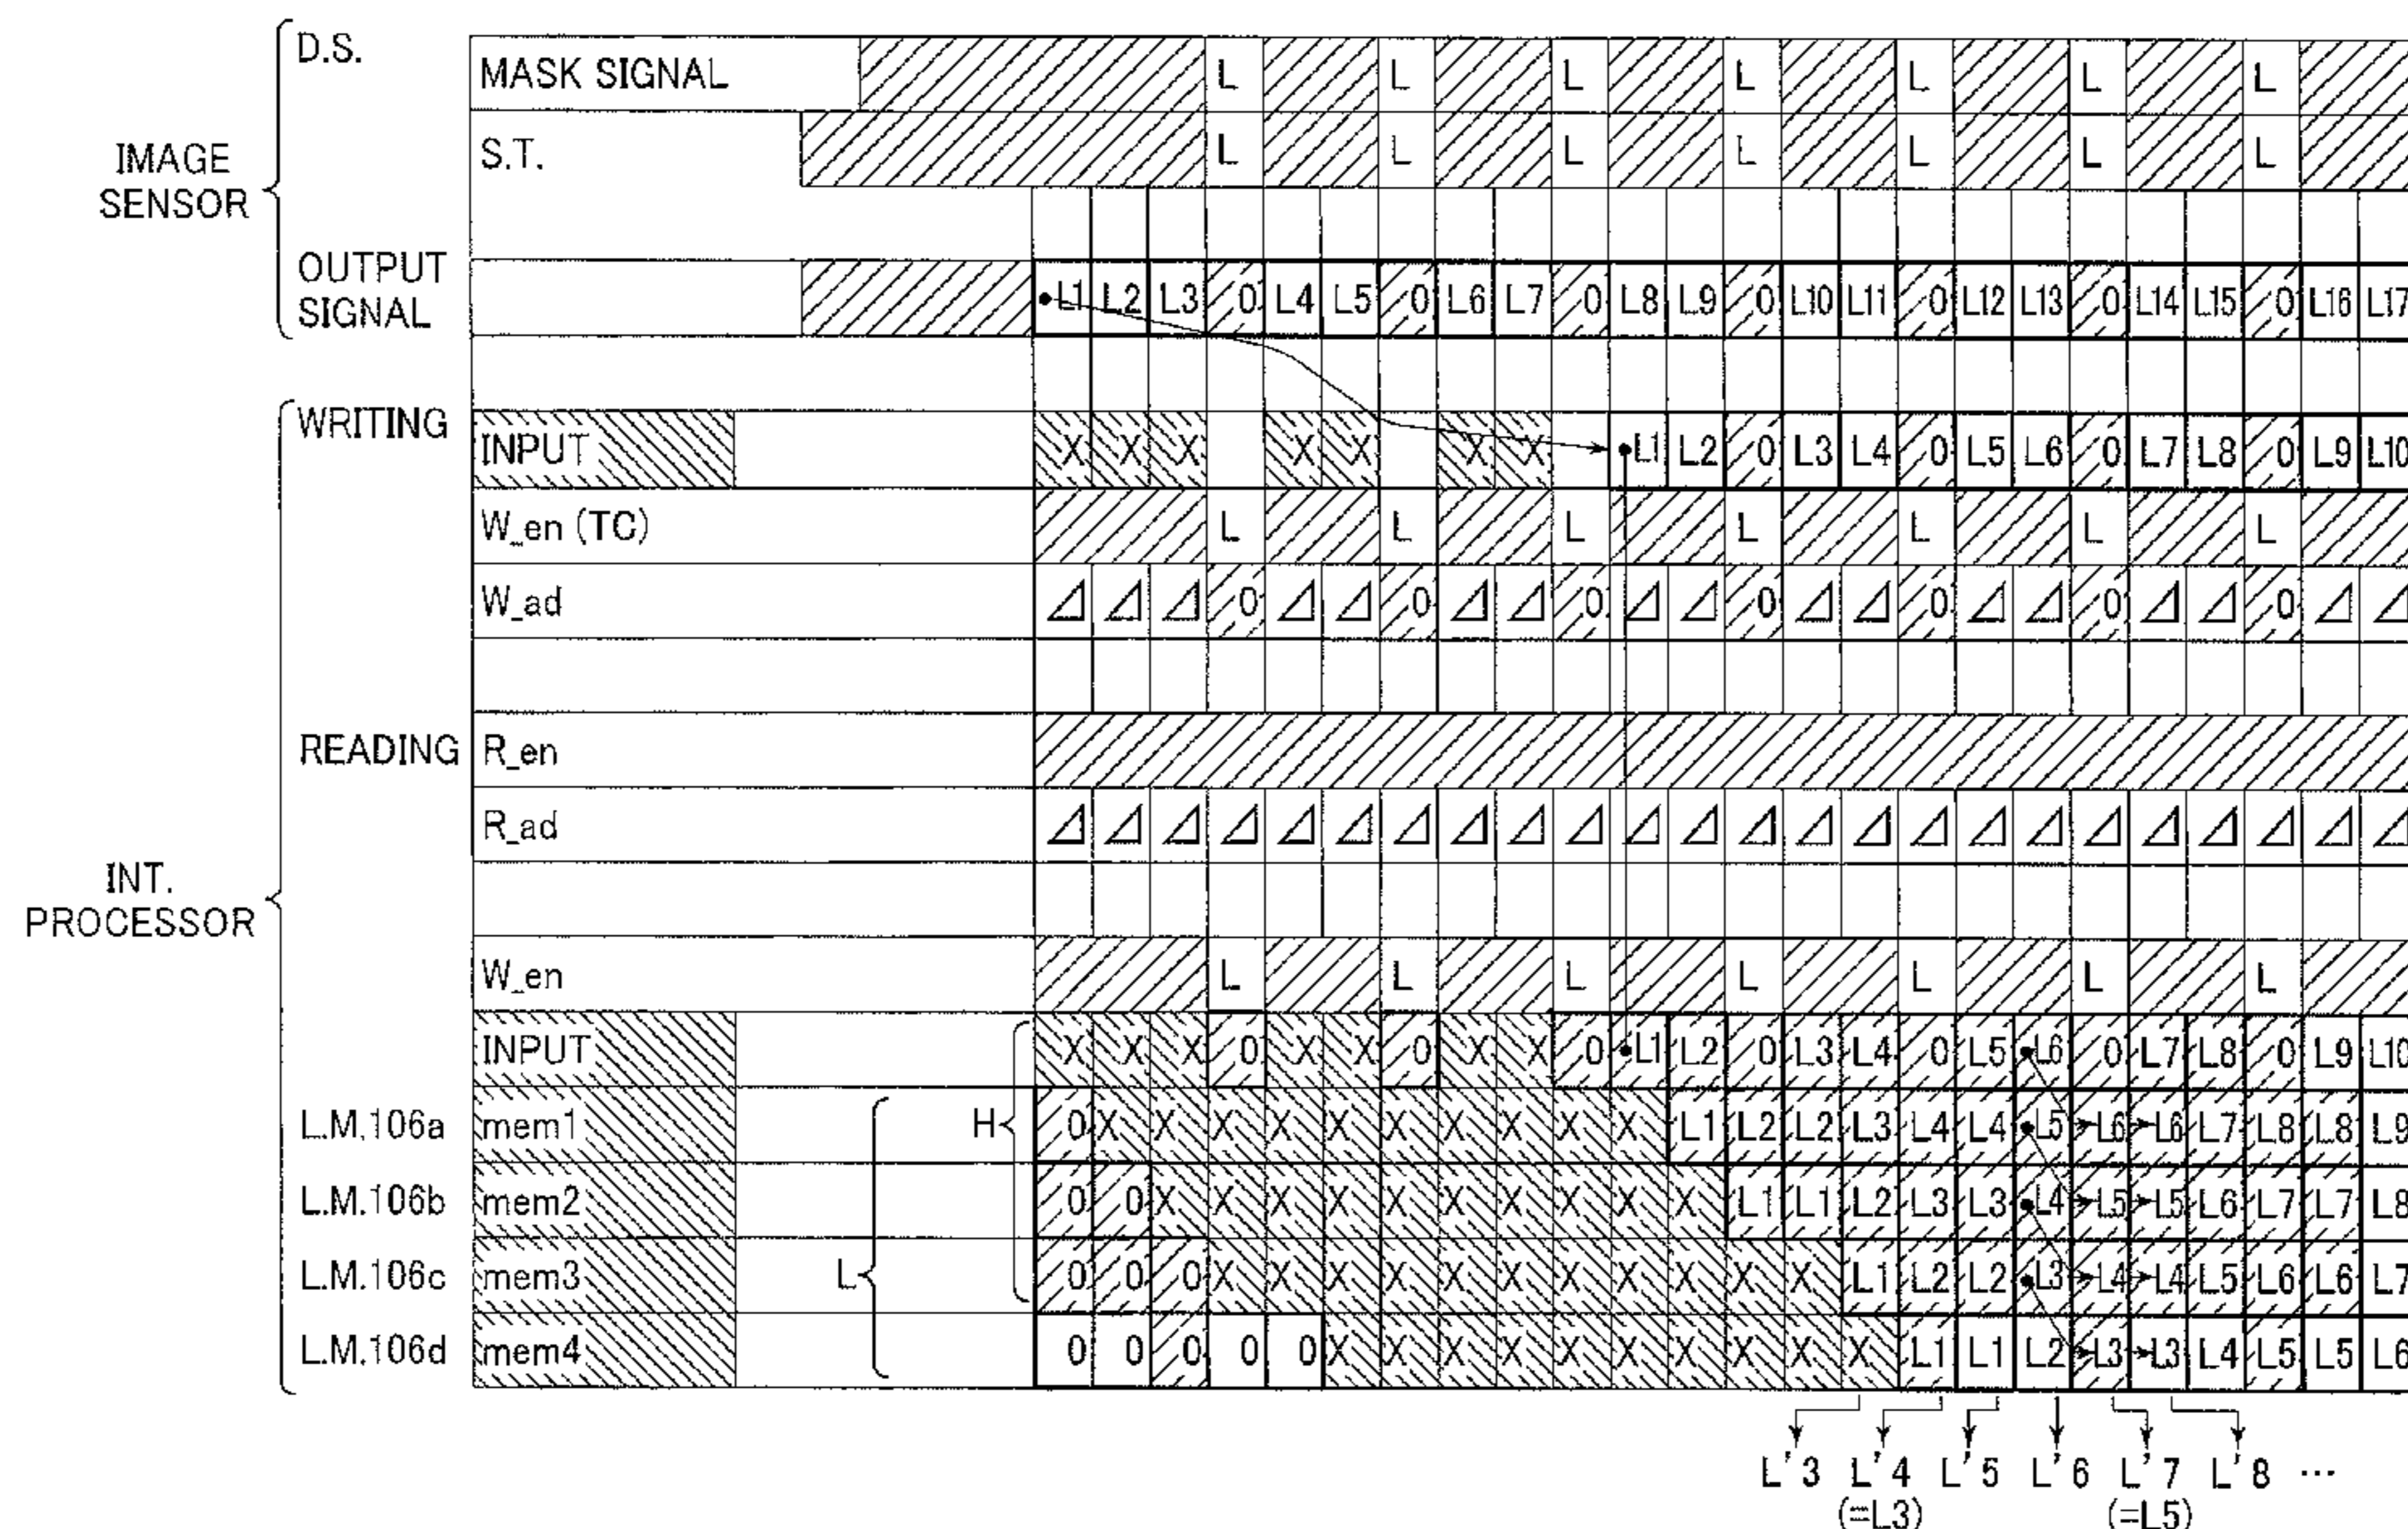 D.S.
MASK SIGNAL L L L L L L L
IMAGE
SENSOR
S.T. L L L L L L L
OUTPUT
SIGNAL
L1 L2 L3 0 L4 L5 0 L6 L7 0 L8 L9 0 L10 L11 0 L12 L13 0 L14 L15 0 L16 L17
WRITING
INPUT X X X X X X X L1 L2 0 L3 L4 0 L5 L6 0 L7 L8 0 L9 L10
W_en (TC) L L L L L L L
W_ad 0 0 0 0 0 0 0
READING R_en
R_ad
INT.
PROCESSOR
W_en L L L L L L L
INPUT X X X 0 X X 0 X X 0 L1 L2 0 L3 L4 0 L5 L6 0 L7 L8 0 L9 L10
H
L.M.106a mem1 0 X X X X X X X X X X L1 L2 L2 L3 L4 L4 L5 L6 L6 L7 L8 L8 L9
L.M.106b mem2 0 0 X X X X X X X X X X L1 L1 L2 L3 L3 L4 L5 L5 L6 L7 L7 L8
L
L.M.106c mem3 0 0 0 X X X X X X X X X X X L1 L2 L2 L3 L4 L4 L5 L6 L6 L7
L.M.106d mem4 0 0 0 0 0 X X X X X X X X X X L1 L1 L2 L3 L3 L4 L5 L5 L6
L'3 L'4 L'5 L'6 L'7 L'8 ...
(=L3) (=L5)